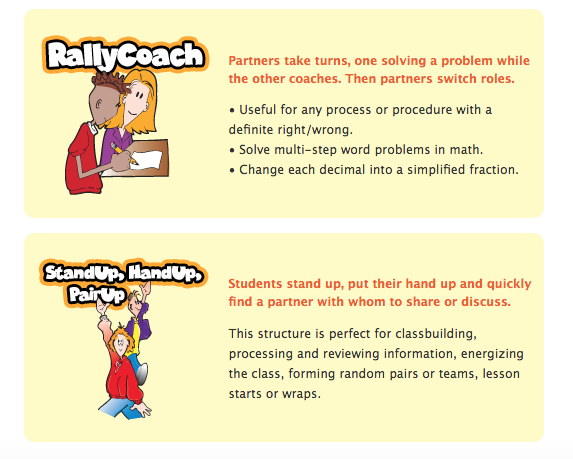 RallyCoach
Partners take turns, one solving a problem while
the other coaches. Then partners switch roles.
• Useful for any process or procedure with a
definite right/wrong.
• Solve multi-step word problems in math.
• Change each decimal into a simplified fraction.
StandUp, HandUp,
PairUp
Students stand up, put their hand up and quickly
find a partner with whom to share or discuss.
This structure is perfect for classbuilding,
processing and reviewing information, energizing
the class, forming random pairs or teams, lesson
starts or wraps.